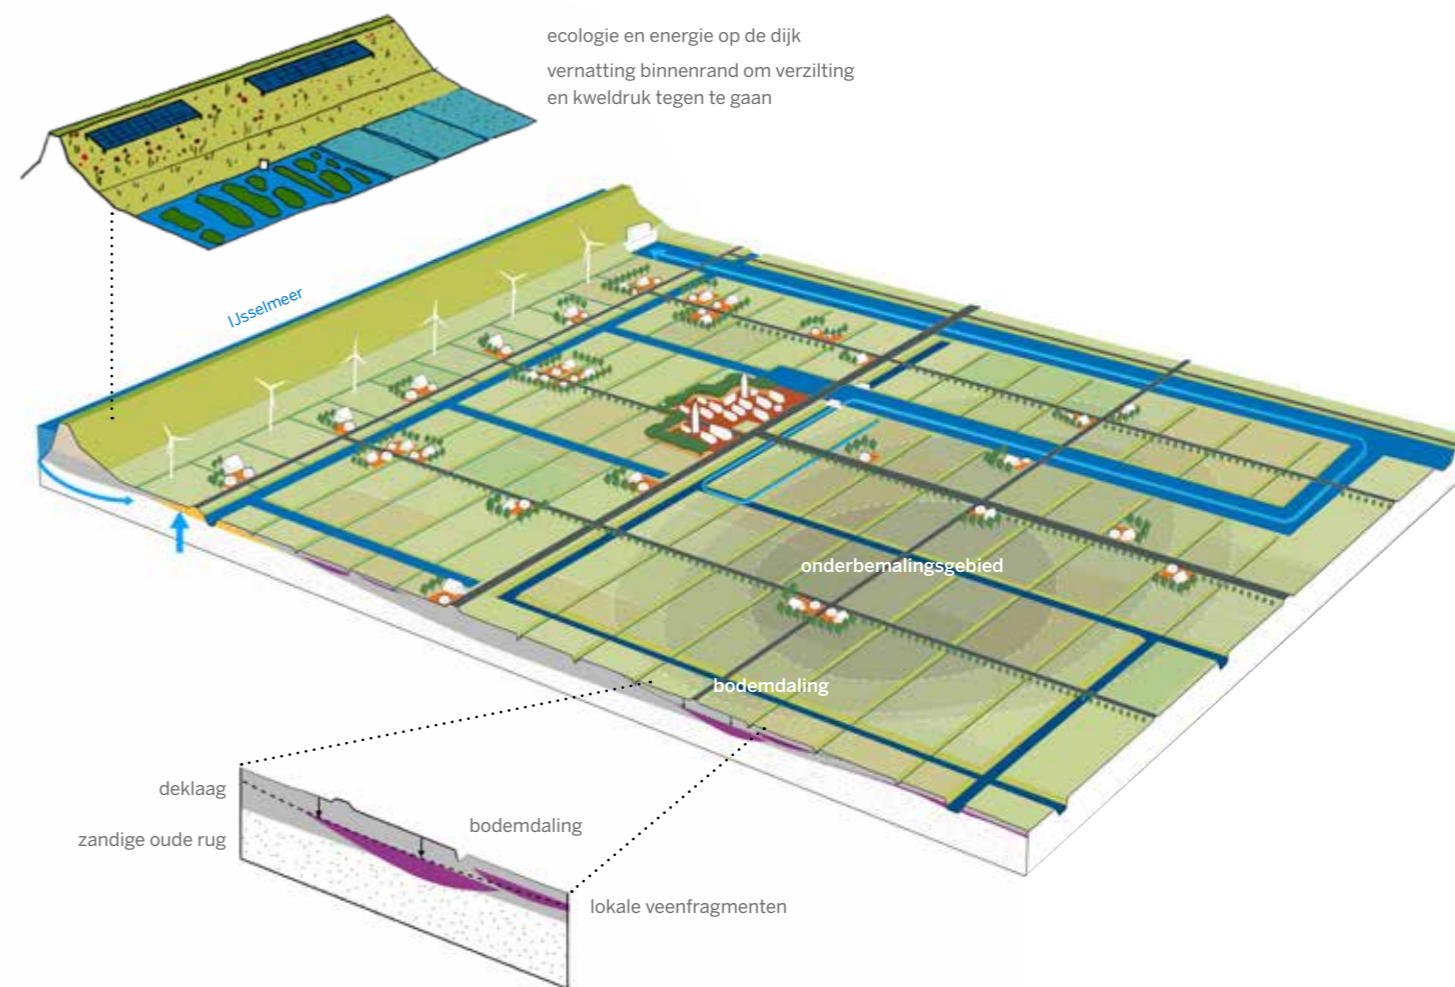 ecologie en energie op de dijk
vernatting binnenrand om verzilting
en kweldruk tegen te gaan
IJsselmeer
onderbemalingsgebied
bodemdaling
deklaag
zandige oude rug
bodemdaling
lokale veenfragmenten